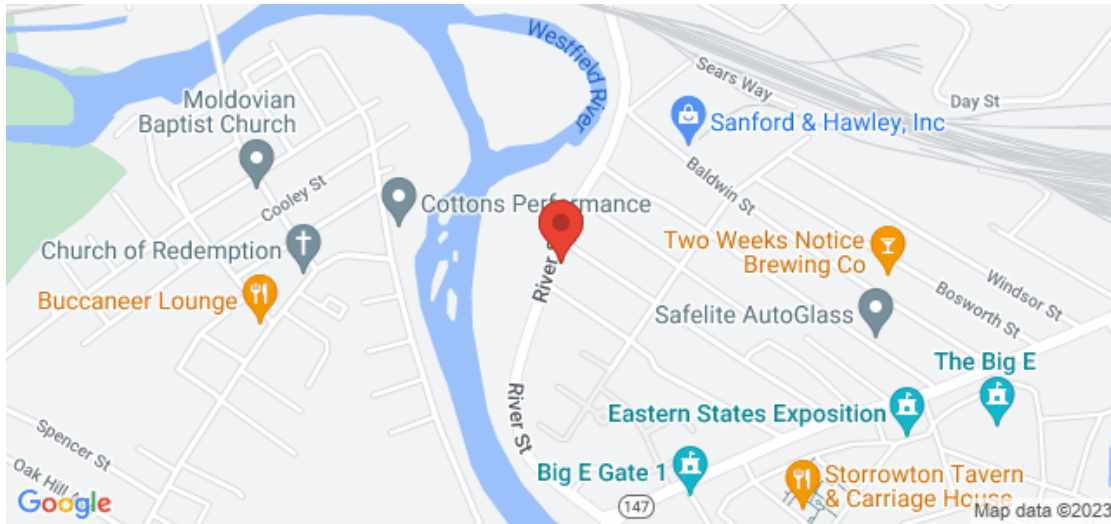 Westfield River
Sears Way
Day St
Moldovian
Baptist Church
Sanford & Hawley, Inc
Baldwin St
Cooley St
Cottons Performance
Church of Redemption
River
Two Weeks Notice
Brewing Co
Windsor St
Buccaneer Lounge
Bosworth St
Safelite AutoGlass
The Big E
River St
Eastern States Exposition
Spencer St
Big E Gate 1
Oak Hill
Storrowton Tavern
& Carriage House
147
Google
Map data ©2023